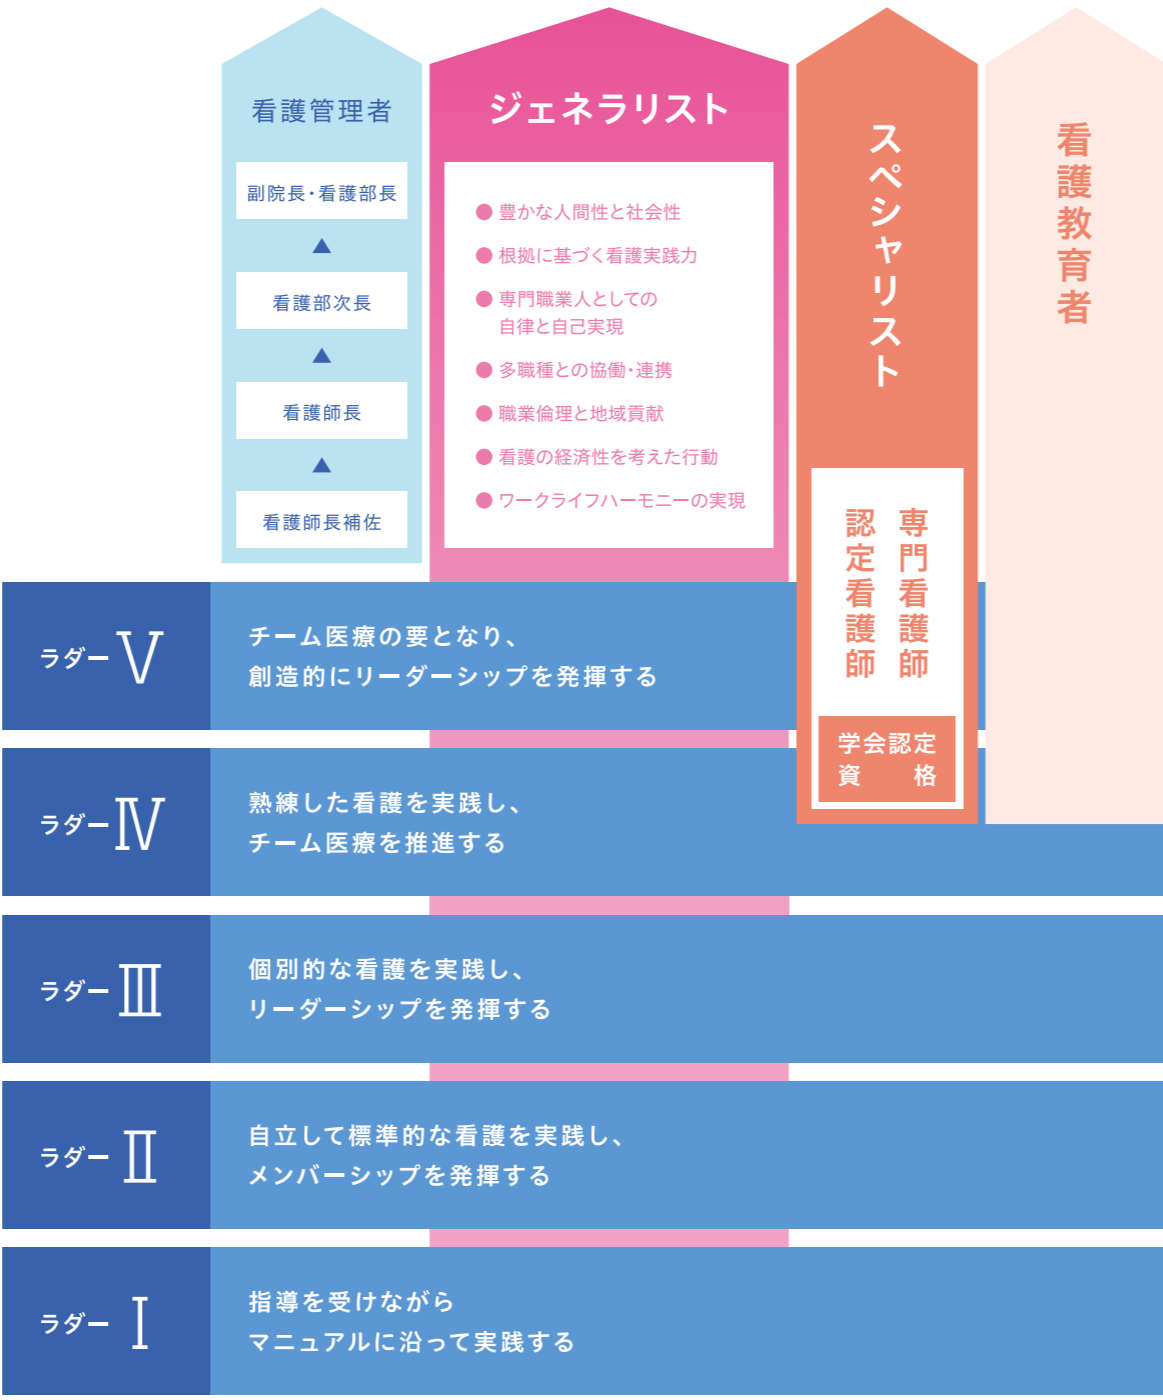 看護管理者
副院長・看護部長
▲
看護部次長
▲
看護師長
▲
看護師長補佐
ジェネラリスト
● 豊かな人間性と社会性
● 根拠に基づく看護実践力
● 専門職業人としての
自律と自己実現
● 多職種との協働・連携
● 職業倫理と地域貢献
● 看護の経済性を考えた行動
● ワークライフハーモニーの実現
スペシャリスト
専門看護師
認定看護師
学会認定
資格
看護教育者
ラダーⅤ
チーム医療の要となり、
創造的にリーダーシップを発揮する
ラダーⅣ
熟練した看護を実践し、
チーム医療を推進する
ラダーⅢ
個別的な看護を実践し、
リーダーシップを発揮する
ラダーⅡ
自立して標準的な看護を実践し、
メンバーシップを発揮する
ラダーⅠ
指導を受けながら
マニュアルに沿って実践する